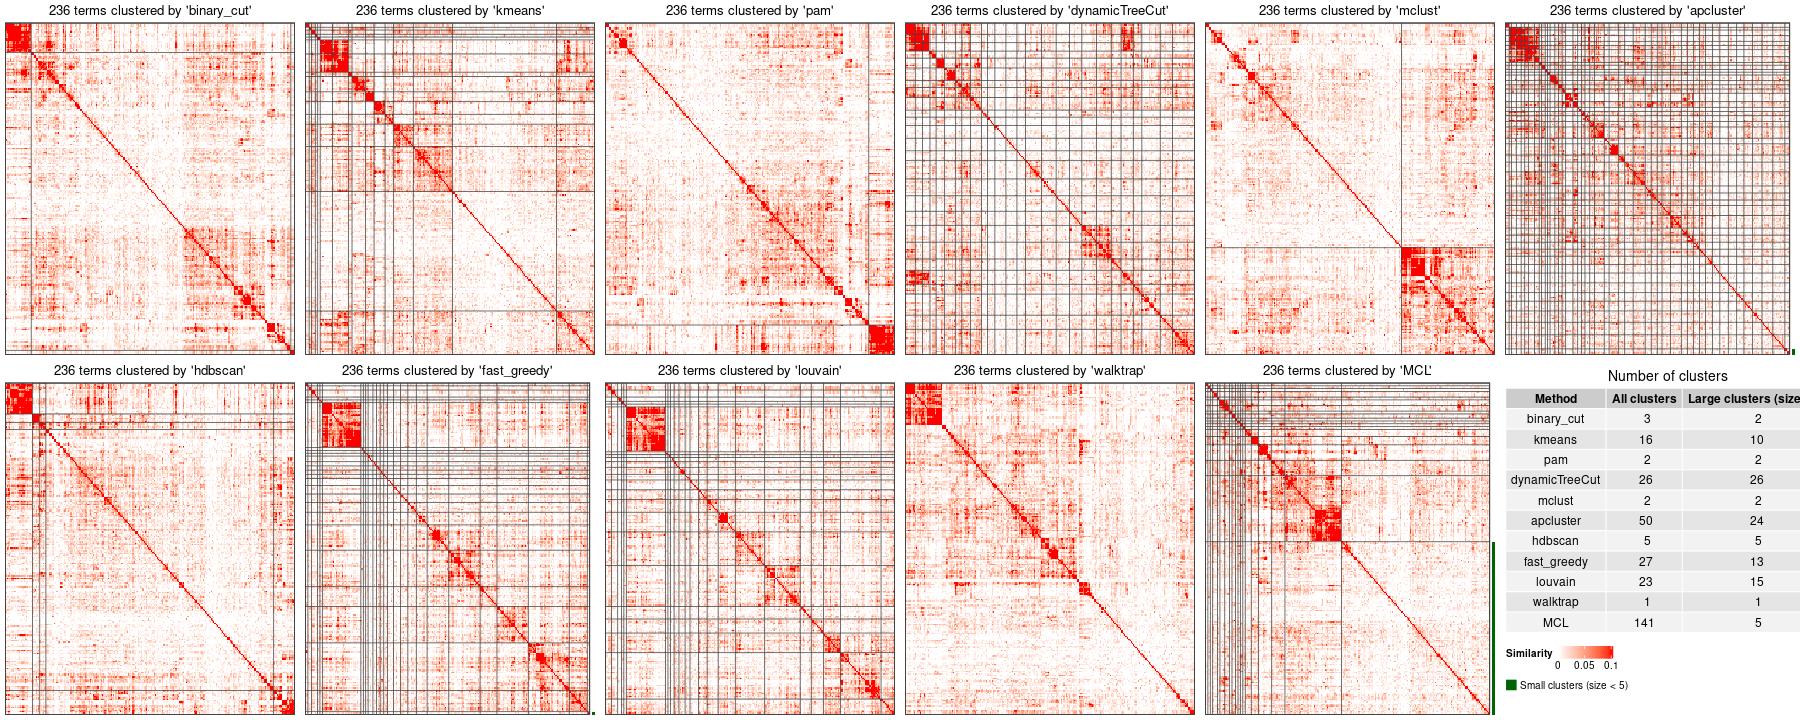 236 terms clustered by 'binary_cut'
236 terms clustered by 'kmeans'
236 terms clustered by 'pam'
236 terms clustered by 'dynamicTreeCut'
236 terms clustered by 'mclust'
236 terms clustered by 'apcluster'
236 terms clustered by 'hdbscan'
236 terms clustered by 'fast_greedy'
236 terms clustered by 'louvain'
236 terms clustered by 'walktrap'
236 terms clustered by 'MCL'
Number of clusters
Method All clusters Large clusters (size
binary_cut 3 2
kmeans 16 10
pam 2 2
dynamicTreeCut 26 26
mclust 2 2
apcluster 50 24
hdbscan 5 5
fast_greedy 27 13
louvain 23 15
walktrap 1 1
MCL 141 5
Similarity
0 0.05 0.1
Small clusters (size < 5)